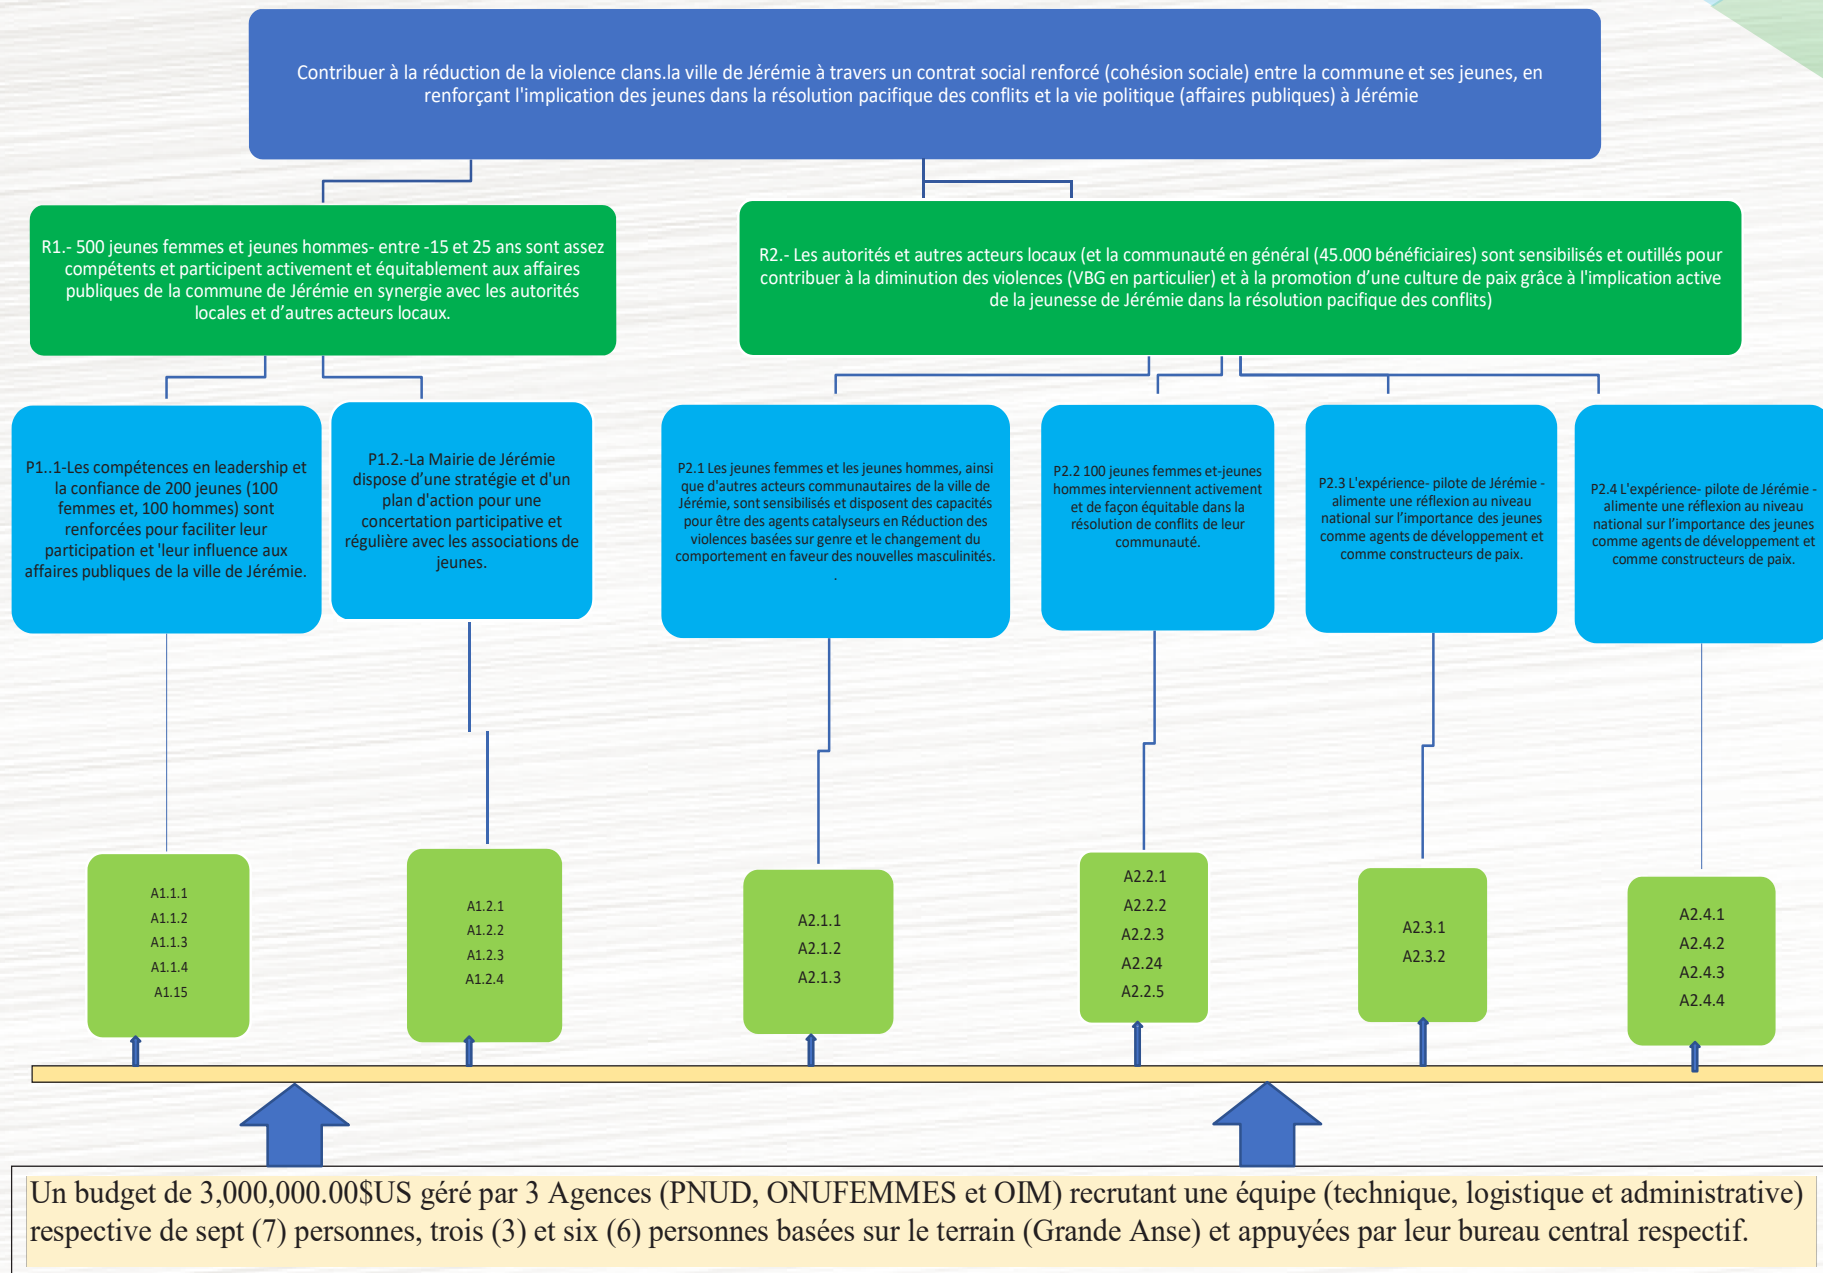 Contribuer à la réduction de la violence clans.la ville de Jérémie à travers un contrat social renforcé (cohésion sociale) entre la commune et ses jeunes, en
renforçant l'implication des jeunes dans la résolution pacifique des conflits et la vie politique (affaires publiques) à Jérémie
R1.- 500 jeunes femmes et jeunes hommes- entre -15 et 25 ans sont assez
compétents et participent activement et équitablement aux affaires
publiques de la commune de Jérémie en synergie avec les autorités
locales et d’autres acteurs locaux.
R2.- Les autorités et autres acteurs locaux (et la communauté en général (45.000 bénéficiaires) sont sensibilisés et outillés pour
contribuer à la diminution des violences (VBG en particulier) et à la promotion d’une culture de paix grâce à l'implication active
de la jeunesse de Jérémie dans la résolution pacifique des conflits)
P1..1-Les compétences en leadership et
la confiance de 200 jeunes (100
femmes et, 100 hommes) sont
renforcées pour faciliter leur
participation et 'leur influence aux
affaires publiques de la ville de Jérémie.
P1.2.-La Mairie de Jérémie
dispose d’une stratégie et d'un
plan d'action pour une
concertation participative et
régulière avec les associations de
jeunes.
P2.1 Les jeunes femmes et les jeunes hommes, ainsi
que d'autres acteurs communautaires de la ville de
Jérémie, sont sensibilisés et disposent des capacités
pour être des agents catalyseurs en Réduction des
violences basées sur genre et le changement du
comportement en faveur des nouvelles masculinités.
.
P2.2 100 jeunes femmes et-jeunes
hommes interviennent activement
et de façon équitable dans la
résolution de conflits de leur
communauté.
P2.3 L'expérience- pilote de Jérémie -
alimente une réflexion au niveau
national sur l’importance des jeunes
comme agents de développement et
comme constructeurs de paix.
P2.4 L'expérience- pilote de Jérémie -
alimente une réflexion au niveau
national sur l’importance des jeunes
comme agents de développement et
comme constructeurs de paix.
A1.1.1
A1.1.2
A1.1.3
A1.1.4
A1.15
A1.2.1
A1.2.2
A1.2.3
A1.2.4
A2.1.1
A2.1.2
A2.1.3
A2.2.1
A2.2.2
A2.2.3
A2.24
A2.2.5
A2.3.1
A2.3.2
A2.4.1
A2.4.2
A2.4.3
A2.4.4
Un budget de 3,000,000.00$US géré par 3 Agences (PNUD, ONUFEMMES et OIM) recrutant une équipe (technique, logistique et administrative)
respective de sept (7) personnes, trois (3) et six (6) personnes basées sur le terrain (Grande Anse) et appuyées par leur bureau central respectif.